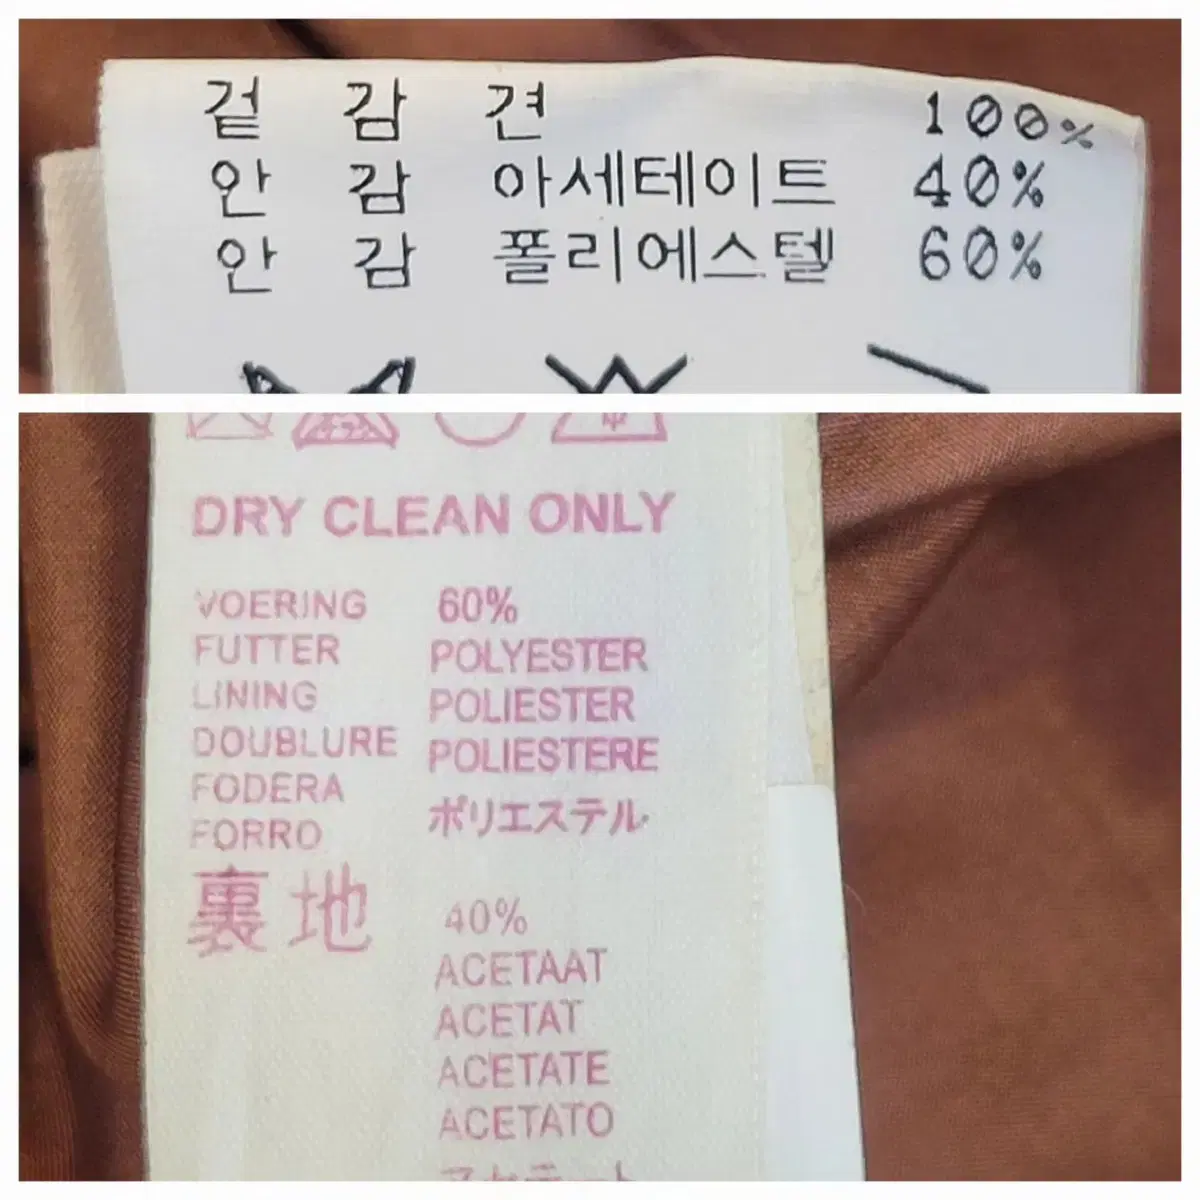 겉 감 견 100%
안 감 아세테이트 40%
안 감 폴리에스텔 60%
DRY CLEAN ONLY
VOERING 60%
FUTTER POLYESTER
LINING POLIESTER
DOUBLURE POLIESTERE
FODERA ポリエステル
FORRO
裏地 40%
ACETAAT
ACETAT
ACETATE
ACETATO